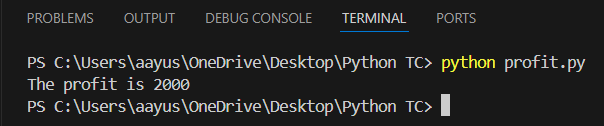 PROBLEMS OUTPUT DEBUG CONSOLE TERMINAL PORTS
PS C:\Users\aayus\OneDrive\Desktop\Python TC> python profit.py
The profit is 2000
PS C:\Users\aayus\OneDrive\Desktop\Python TC>